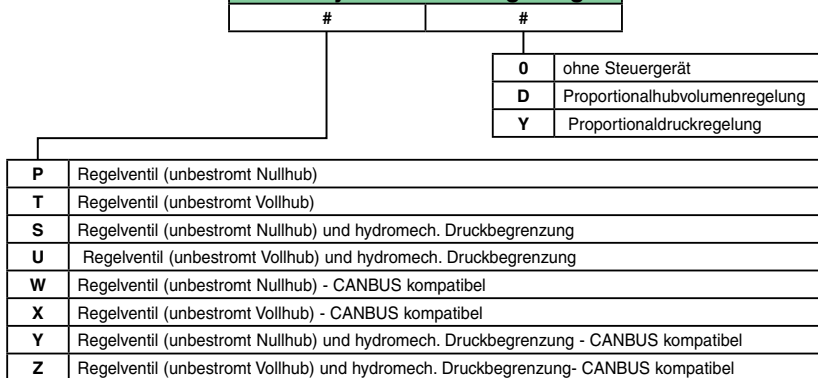 # #
0 ohne Steuergerät
D Proportionalhubvolumenregelung
Y Proportionaldruckregelung
P Regelventil (unbestromt Nullhub)
T Regelventil (unbestromt Vollhub)
S Regelventil (unbestromt Nullhub) und hydromech. Druckbegrenzung
U Regelventil (unbestromt Vollhub) und hydromech. Druckbegrenzung
W Regelventil (unbestromt Nullhub) - CANBUS kompatibel
X Regelventil (unbestromt Vollhub) - CANBUS kompatibel
Y Regelventil (unbestromt Nullhub) und hydromech. Druckbegrenzung - CANBUS kompatibel
Z Regelventil (unbestromt Vollhub) und hydromech. Druckbegrenzung- CANBUS kompatibel